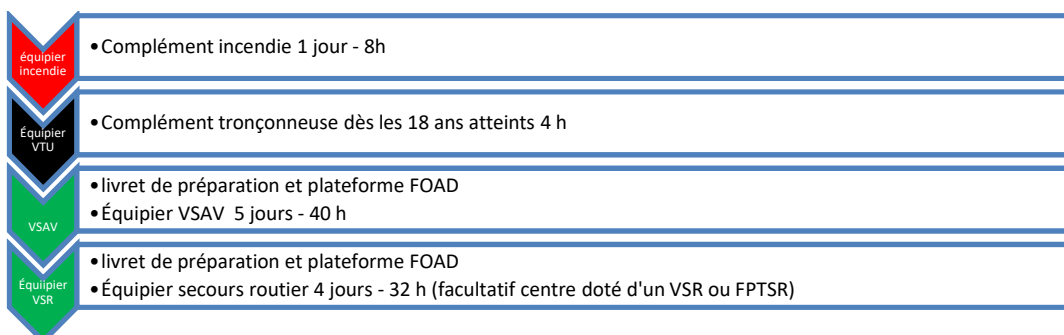 équipier
incendie
•Complément incendie 1 jour - 8h
Équipier
VTU
•Complément tronçonneuse dès les 18 ans atteints 4 h
VSAV
•livret de préparation et plateforme FOAD
•Équipier VSAV 5 jours - 40 h
Équiipier
VSR
•livret de préparation et plateforme FOAD
•Équipier secours routier 4 jours - 32 h (facultatif centre doté d'un VSR ou FPTSR)